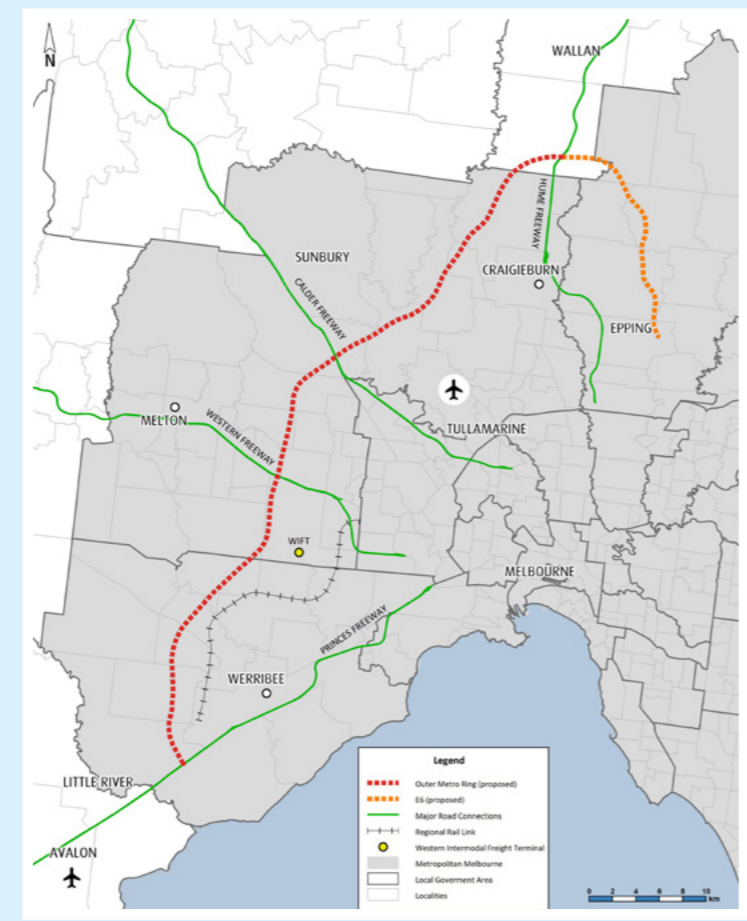 N
WALLAN
HUME FREEWAY
SUNBURY
CRAIGIEBURN
CALDER FREEWAY
EPPING
MELTON
WESTERN FREEWAY
TULLAMARINE
WIFT
MELBOURNE
PRINCES FREEWAY
WERRIBEE
LITTLE RIVER
AVALON
Legend
Outer Metro Ring (proposed)
E6 (proposed)
Major Road Connections
Regional Rail Link
Western Intermodal Freight Terminal
Metropolitan Melbourne
Local Goverment Area
Localities
0 2 4 6 8 10
km